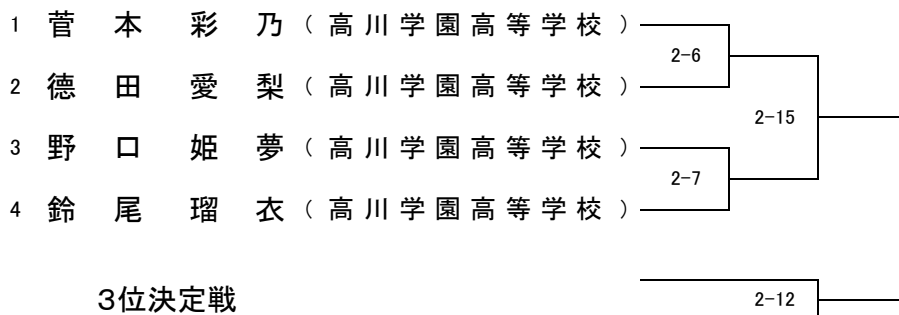 1 菅本 彩乃（高川学園高等学校）
2-6
2 德田 愛梨（高川学園高等学校）
2-15
3 野口 姫夢（高川学園高等学校）
2-7
4 鈴尾 瑠衣（高川学園高等学校）
3位決定戦 2-12